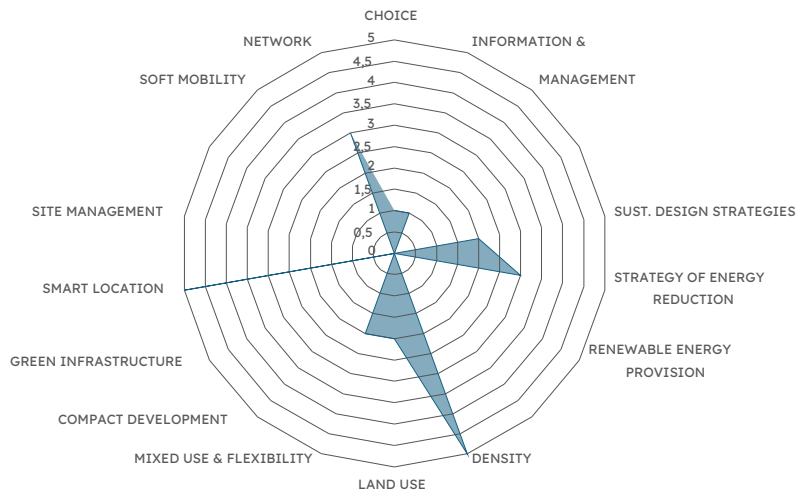 CHOICE
5
NETWORK
INFORMATION &
4,5
SOFT MOBILITY
4
MANAGEMENT
3,5
3
2,5
2
1,5
SITE MANAGEMENT
1
SUST. DESIGN STRATEGIES
0,5
0
SMART LOCATION
STRATEGY OF ENERGY
REDUCTION
GREEN INFRASTRUCTURE
RENEWABLE ENERGY
PROVISION
COMPACT DEVELOPMENT
MIXED USE & FLEXIBILITY
DENSITY
LAND USE